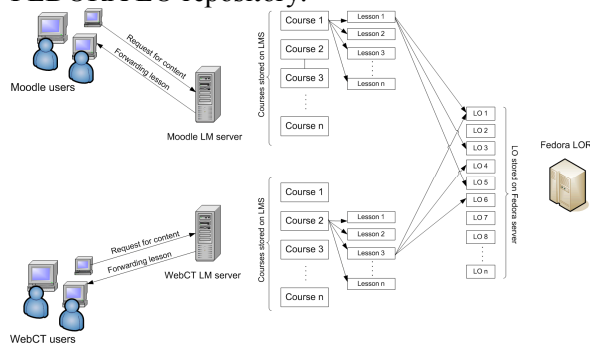 FEDORA LO repository.
Moodle users
Request for content
Forwarding lesson
Moodle LM server
Courses stored on LMS
Course 1
Course 2
Course 3
Course n
Lesson 1
Lesson 2
Lesson 3
Lesson n
LO 1
LO 2
LO 3
LO 4
LO 5
LO 6
LO 7
LO 8
LO n
LO stored on Fedora server
Fedora LOR
WebCT users
Request for content
Forwarding lesson
WebCT LM server
Courses stored on LMS
Course 1
Course 2
Course 3
Course n
Lesson 1
Lesson 2
Lesson 3
Lesson n